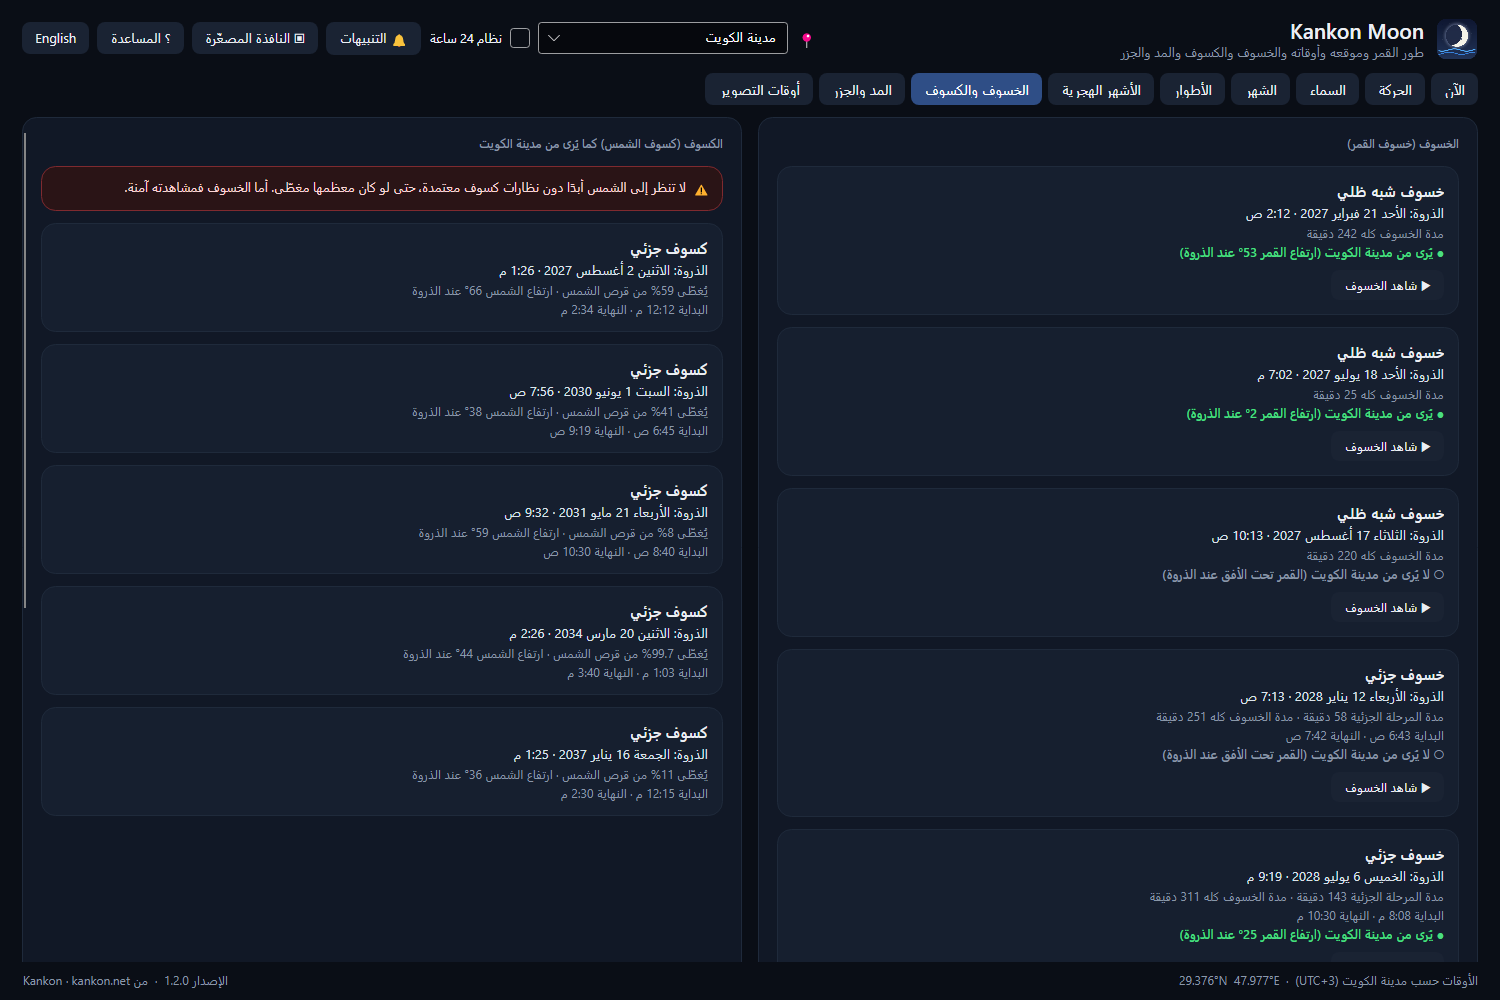 Kankon Moon
طور القمر وموقعه وأوقاته والخسوف والكسوف والمد والجزر
مدينة الكويت
نظام 24 ساعة
التنبيهات
النافذة المصغّرة
؟ المساعدة
English
الآن
الحركة
السماء
الشهر
الأطوار
الأشهر الهجرية
الخسوف والكسوف
المد والجزر
أوقات التصوير
الخسوف (خسوف القمر)
خسوف شبه ظلي
الذروة: الأحد 21 فبراير 2027 · 2:12 ص
مدة الخسوف كله 242 دقيقة
● يُرى من مدينة الكويت (ارتفاع القمر 53° عند الذروة)
▶ شاهد الخسوف
خسوف شبه ظلي
الذروة: الأحد 18 يوليو 2027 · 7:02 م
مدة الخسوف كله 25 دقيقة
● يُرى من مدينة الكويت (ارتفاع القمر 2° عند الذروة)
▶ شاهد الخسوف
خسوف شبه ظلي
الذروة: الثلاثاء 17 أغسطس 2027 · 10:13 ص
مدة الخسوف كله 220 دقيقة
○ لا يُرى من مدينة الكويت (القمر تحت الأفق عند الذروة)
▶ شاهد الخسوف
خسوف جزئي
الذروة: الأربعاء 12 يناير 2028 · 7:13 ص
مدة المرحلة الجزئية 58 دقيقة · مدة الخسوف كله 251 دقيقة
البداية 6:43 ص · النهاية 7:42 ص
○ لا يُرى من مدينة الكويت (القمر تحت الأفق عند الذروة)
▶ شاهد الخسوف
خسوف جزئي
الذروة: الخميس 6 يوليو 2028 · 9:19 م
مدة المرحلة الجزئية 143 دقيقة · مدة الخسوف كله 311 دقيقة
البداية 8:08 م · النهاية 10:30 م
● يُرى من مدينة الكويت (ارتفاع القمر 25° عند الذروة)
الكسوف (كسوف الشمس) كما يُرى من مدينة الكويت
لا تنظر إلى الشمس أبدًا دون نظارات كسوف معتمدة، حتى لو كان معظمها مغطّى. أما الخسوف فمشاهدته آمنة.
كسوف جزئي
الذروة: الاثنين 2 أغسطس 2027 · 1:26 م
يُغطّى 59% من قرص الشمس · ارتفاع الشمس 66° عند الذروة
البداية 12:12 م · النهاية 2:34 م
كسوف جزئي
الذروة: السبت 1 يونيو 2030 · 7:56 ص
يُغطّى 41% من قرص الشمس · ارتفاع الشمس 38° عند الذروة
البداية 6:45 ص · النهاية 9:19 ص
كسوف جزئي
الذروة: الأربعاء 21 مايو 2031 · 9:32 ص
يُغطّى 8% من قرص الشمس · ارتفاع الشمس 59° عند الذروة
البداية 8:40 ص · النهاية 10:30 ص
كسوف جزئي
الذروة: الاثنين 20 مارس 2034 · 2:26 م
يُغطّى 99.7% من قرص الشمس · ارتفاع الشمس 44° عند الذروة
البداية 1:03 م · النهاية 3:40 م
كسوف جزئي
الذروة: الجمعة 16 يناير 2037 · 1:25 م
يُغطّى 11% من قرص الشمس · ارتفاع الشمس 36° عند الذروة
البداية 12:15 م · النهاية 2:30 م
الأوقات حسب مدينة الكويت (UTC+3) · 29.376°N 47.977°E
الإصدار 1.2.0 · من Kankon · kankon.net